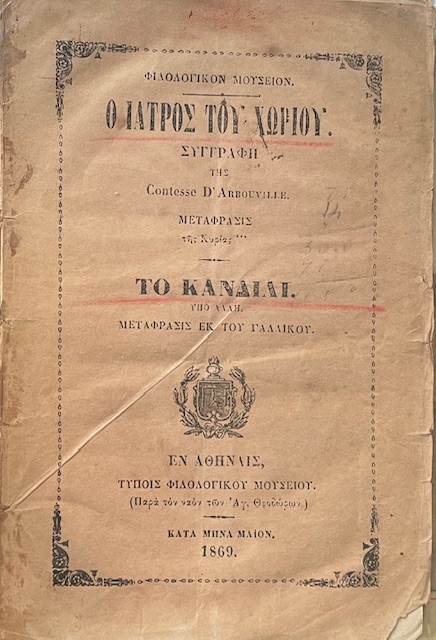 ΦΙΛΟΛΟΓΙΚΟΝ ΜΟΥΣΕΙΟΝ.
Ο ΙΑΤΡΟΣ ΤΟΥ ΧΩΡΙΟΥ.
ΣΥΓΓΡΑΦΗ
ΤΗΣ
Contesse D'ARBOUVILLE.
ΜΕΤΑΦΡΑΣΙΣ
τῆς Κυρίας ***
ΤΟ ΚΑΝΔΙΛΙ.
ΥΠΟ ΑΛΛΗ.
ΜΕΤΑΦΡΑΣΙΣ ΕΚ ΤΟΥ ΓΑΛΛΙΚΟΥ.
ΕΝ ΑΘΗΝΑΙΣ,
ΤΥΠΟΙΣ ΦΙΛΟΛΟΓΙΚΟΥ ΜΟΥΣΕΙΟΥ.
(Παρὰ τὸν ναὸν τῶν Ἁγ. Θεοδώρων.)
ΚΑΤΑ ΜΗΝΑ ΜΑΙΟΝ.
1869.